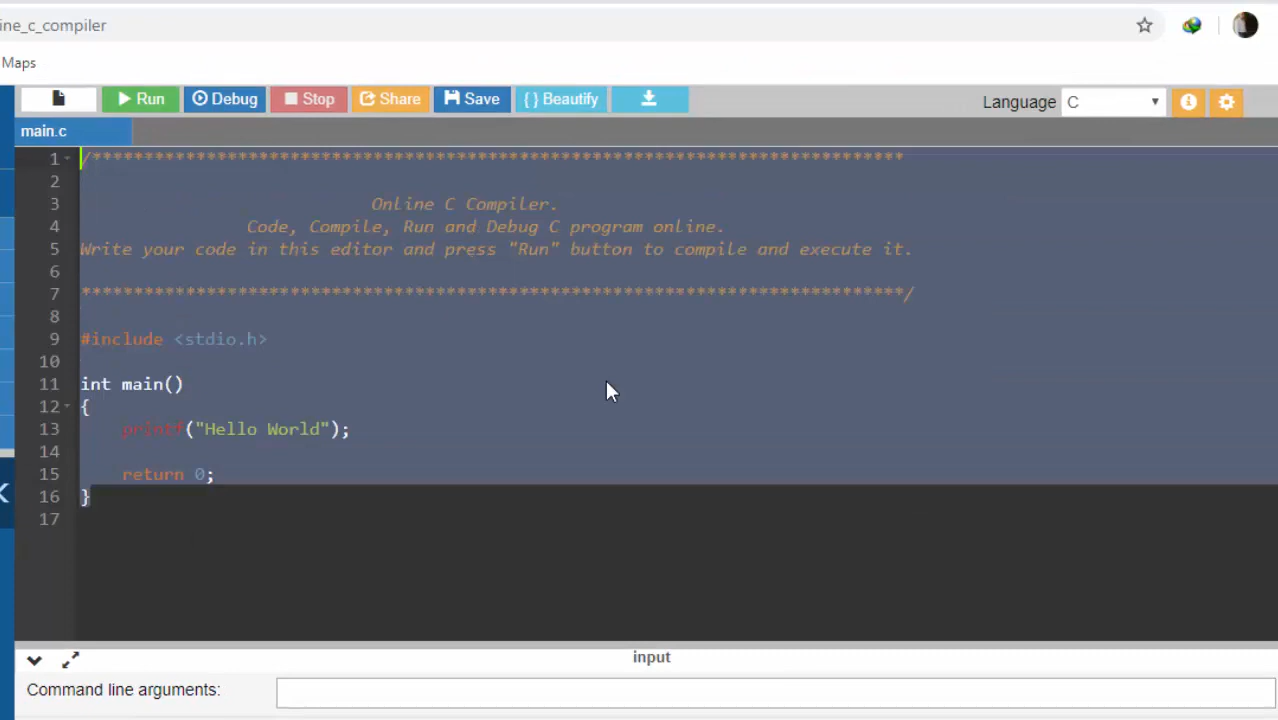 ine_c_compiler
Maps
Run Debug Stop Share Save { } Beautify Language C
main.c
1 /******************************************************************************
2
3 Online C Compiler.
4 Code, Compile, Run and Debug C program online.
5 Write your code in this editor and press "Run" button to compile and execute it.
6
7 *******************************************************************************/
8
9 #include <stdio.h>
10
11 int main()
12 {
13 printf("Hello World");
14
15 return 0;
16 }
17
input
Command line arguments: